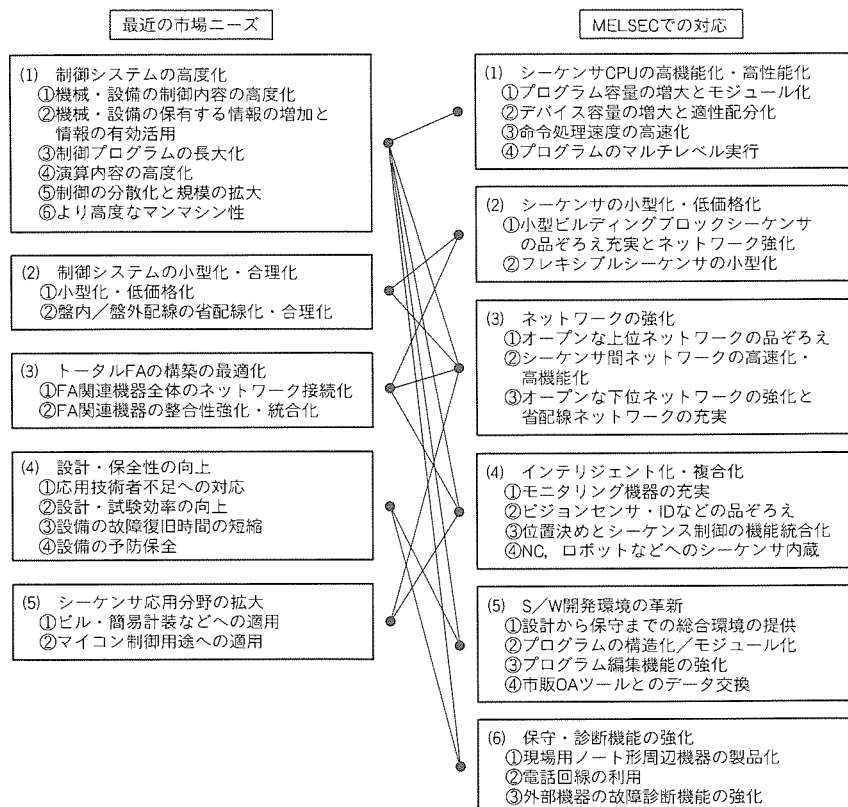 最近の市場ニーズ
(1) 制御システムの高度化
①機械・設備の制御内容の高度化
②機械・設備の保有する情報の増加と
情報の有効活用
③制御プログラムの長大化
④演算内容の高度化
⑤制御の分散化と規模の拡大
⑥より高度なマンマシン性
(2) 制御システムの小型化・合理化
①小型化・低価格化
②盤内/盤外配線の省配線化・合理化
(3) トータルFAの構築の最適化
①FA関連機器全体のネットワーク接続化
②FA関連機器の整合性強化・統合化
(4) 設計・保全性の向上
①応用技術者不足への対応
②設計・試験効率の向上
③設備の故障復旧時間の短縮
④設備の予防保全
(5) シーケンサ応用分野の拡大
①ビル・簡易計装などへの適用
②マイコン制御用途への適用
MELSECでの対応
(1) シーケンサCPUの高機能化・高性能化
①プログラム容量の増大とモジュール化
②デバイス容量の増大と適性配分化
③命令処理速度の高速化
④プログラムのマルチレベル実行
(2) シーケンサの小型化・低価格化
①小型ビルディングブロックシーケンサ
の品ぞろえ充実とネットワーク強化
②フレキシブルシーケンサの小型化
(3) ネットワークの強化
①オープンな上位ネットワークの品ぞろえ
②シーケンサ間ネットワークの高速化・
高機能化
③オープンな下位ネットワークの強化と
省配線ネットワークの充実
(4) インテリジェント化・複合化
①モニタリング機器の充実
②ビジョンセンサ・IDなどの品ぞろえ
③位置決めとシーケンス制御の機能統合化
④NC, ロボットなどへのシーケンサ内蔵
(5) S/W開発環境の革新
①設計から保守までの総合環境の提供
②プログラムの構造化/モジュール化
③プログラム編集機能の強化
④市販OAツールとのデータ交換
(6) 保守・診断機能の強化
①現場用ノート形周辺機器の製品化
②電話回線の利用
③外部機器の故障診断機能の強化